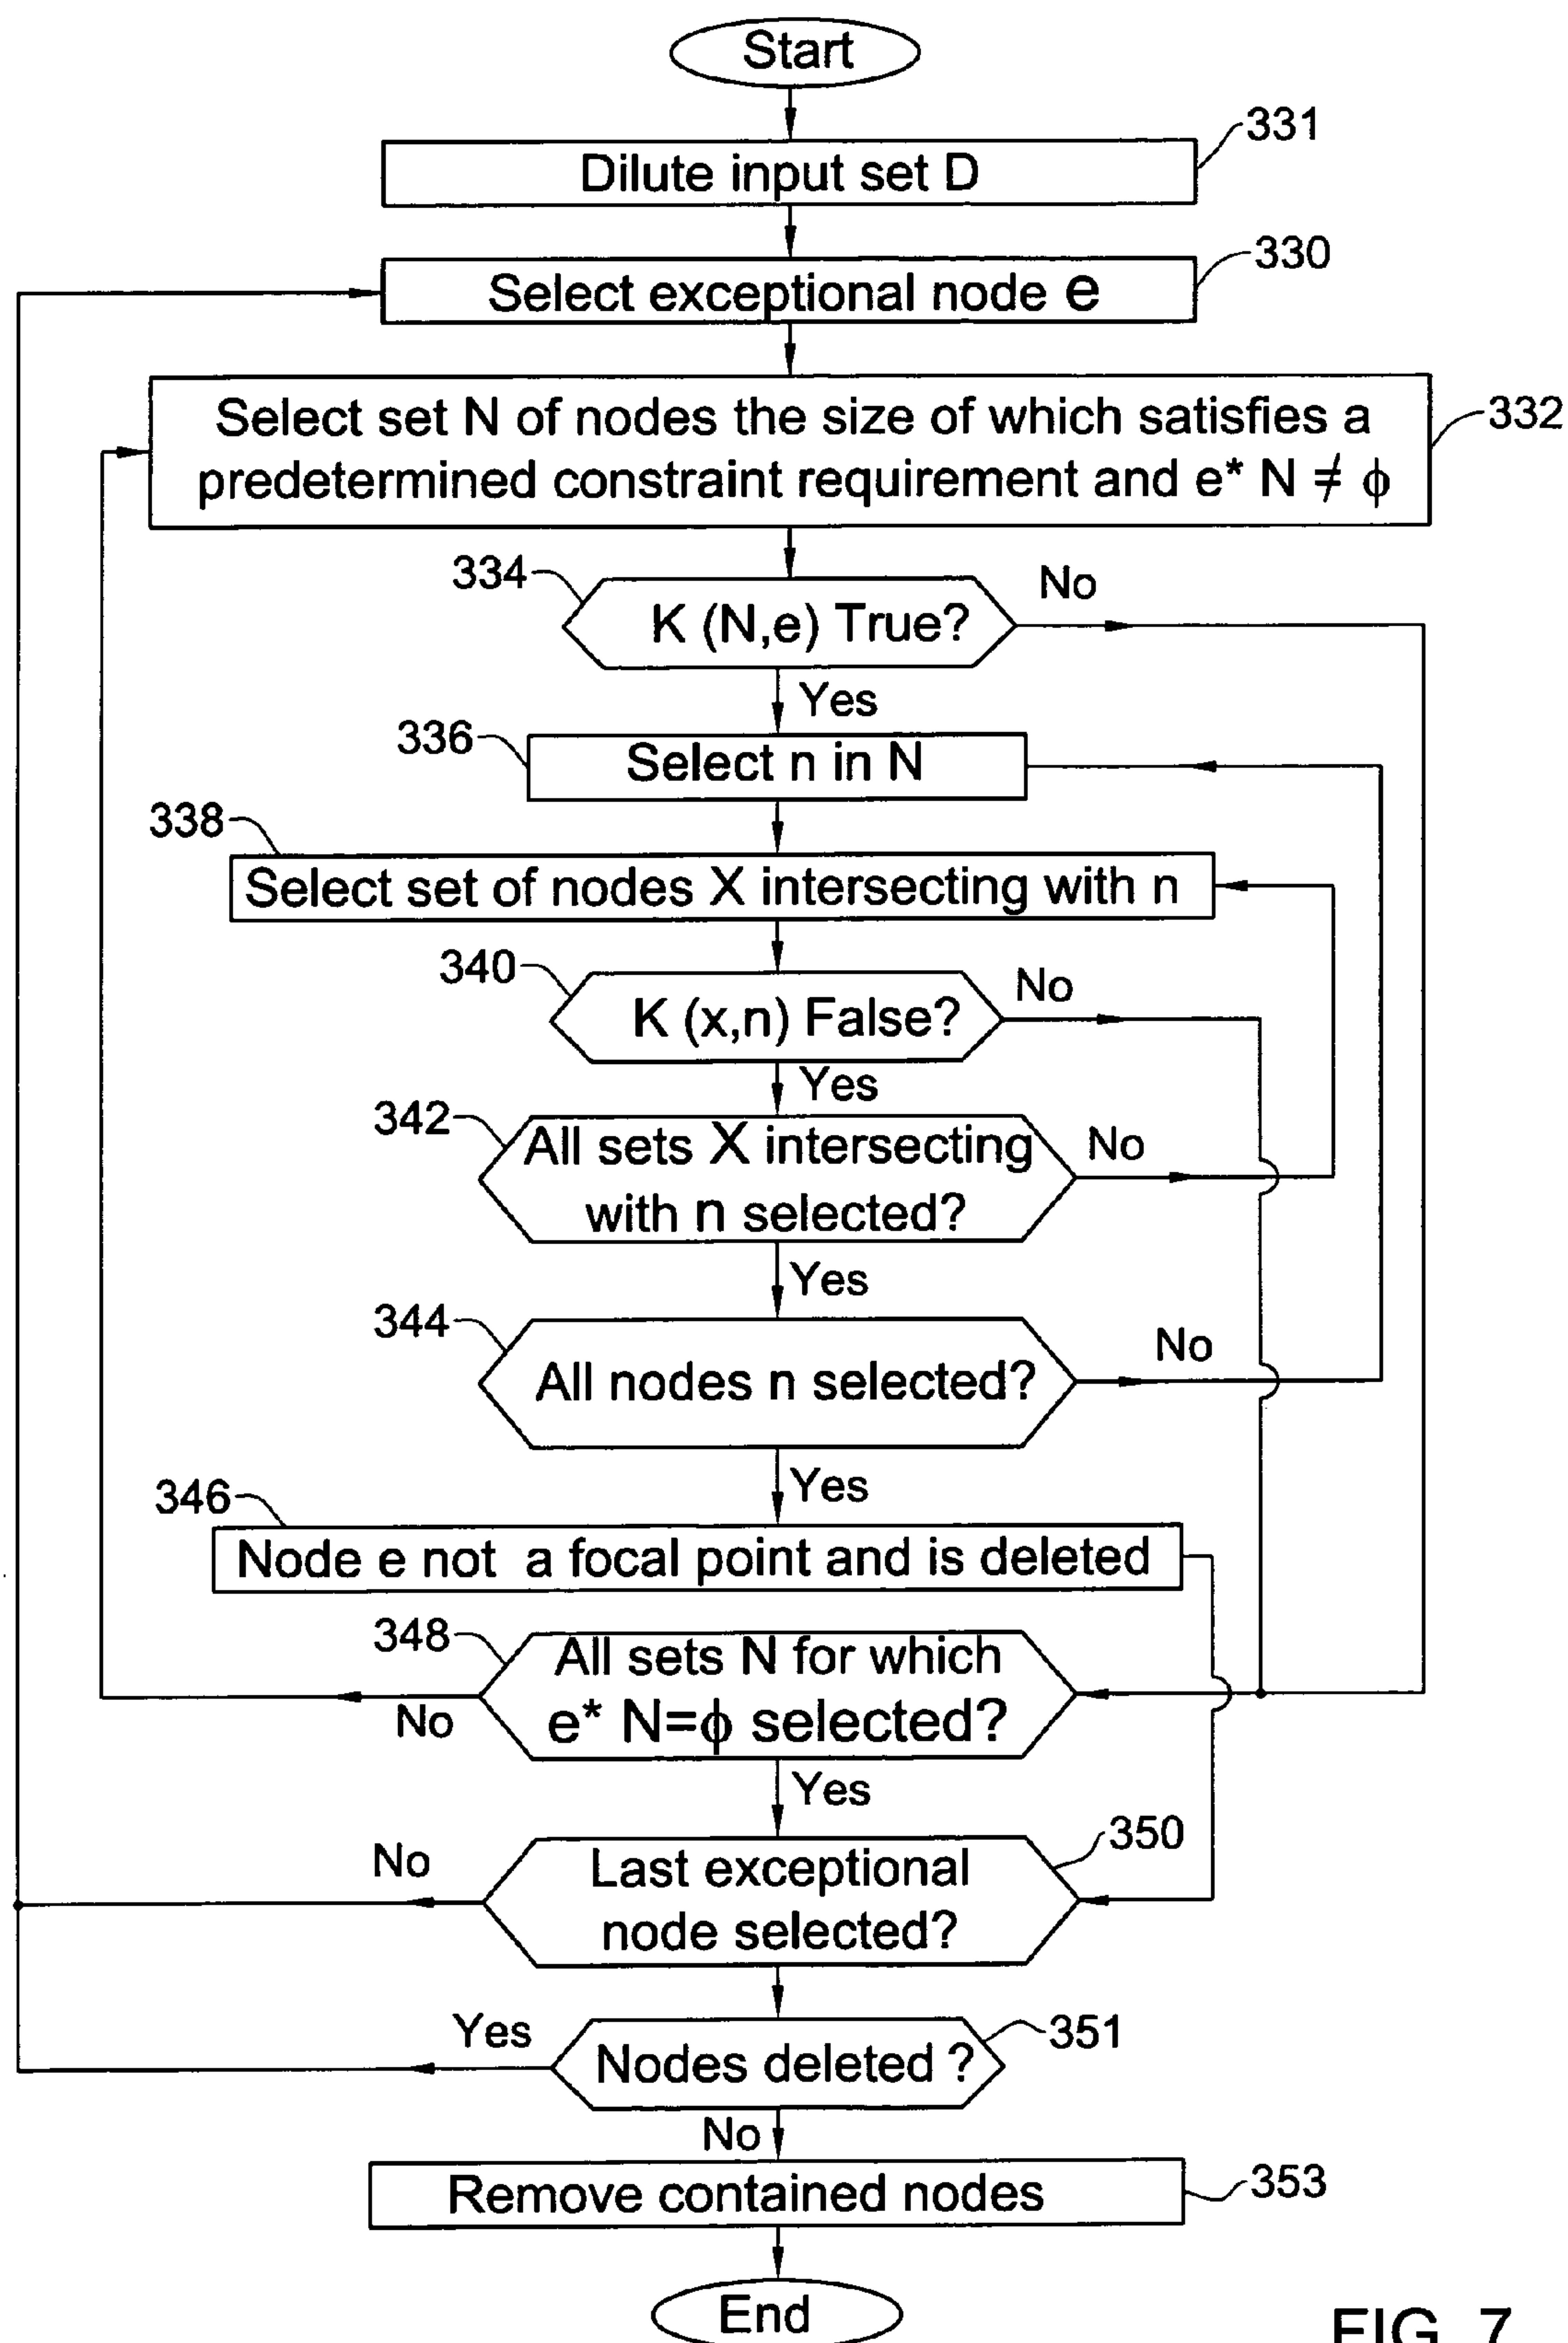 Start
331
Dilute input set D
330
Select exceptional node e
332
Select set N of nodes the size of which satisfies a
predetermined constraint requirement and e* N ≠ ϕ
334
No
K (N,e) True?
Yes
336
Select n in N
338
Select set of nodes X intersecting with n
340
No
K (x,n) False?
Yes
342
All sets X intersecting
with n selected?
No
Yes
344
No
All nodes n selected?
Yes
346
Node e not a focal point and is deleted
348
All sets N for which
e* N=ϕ selected?
No
Yes
350
No
Last exceptional
node selected?
Yes
351
Nodes deleted ?
No
353
Remove contained nodes
End
FIG. 7